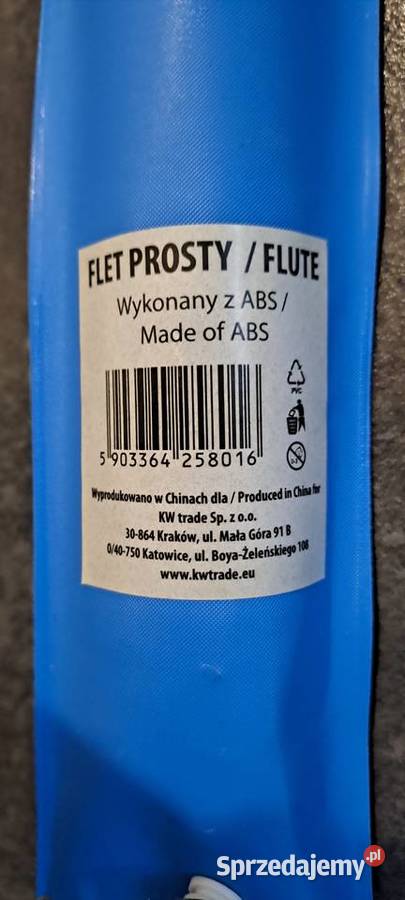 FLET PROSTY / FLUTE
Wykonany z ABS /
Made of ABS
PVC
0-3
5 903364 258016
Wyprodukowano w Chinach dla / Produced in China for
KW trade Sp. z o.o.
30-864 Kraków, ul. Mała Góra 91 B
O/40-750 Katowice, ul. Boya-Żeleńskiego 108
www.kwtrade.eu
Sprzedajemy.pl